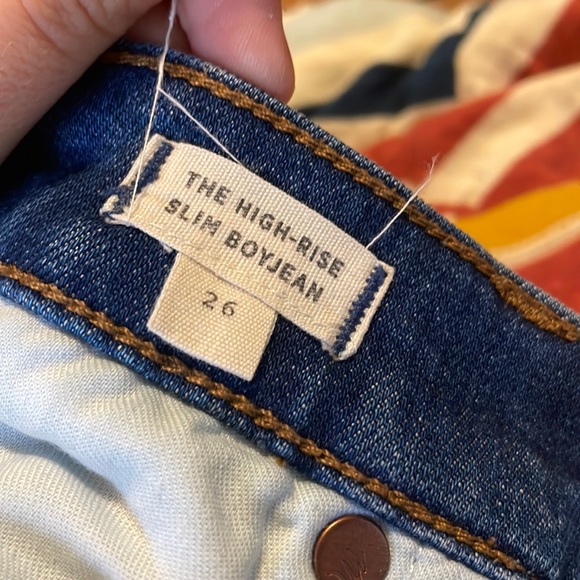 THE HIGH-RISE
SLIM BOYJEAN
26